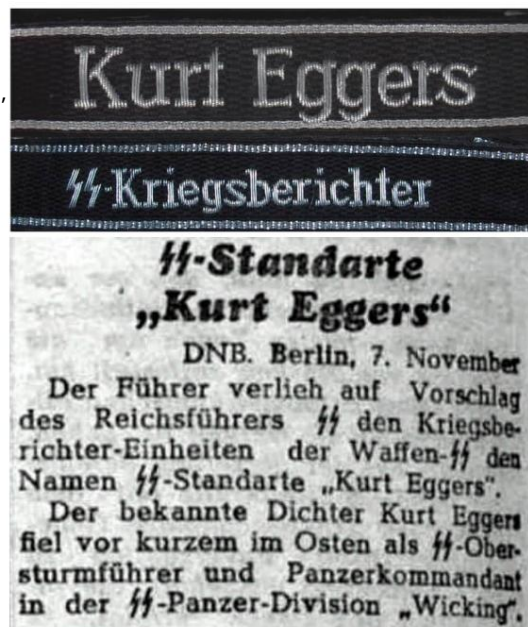 Kurt Eggers
ᛋᛋ-Kriegsberichter
ᛋᛋ-Standarte
„Kurt Eggers“
DNB. Berlin, 7. November
Der Führer verlieh auf Vorschlag
des Reichsführers ᛋᛋ den Kriegsbe-
richter-Einheiten der Waffen-ᛋᛋ den
Namen ᛋᛋ-Standarte „Kurt Eggers“.
Der bekannte Dichter Kurt Eggers
fiel vor kurzem im Osten als ᛋᛋ-Ober-
sturmführer und Panzerkommandant
in der ᛋᛋ-Panzer-Division „Wicking“.